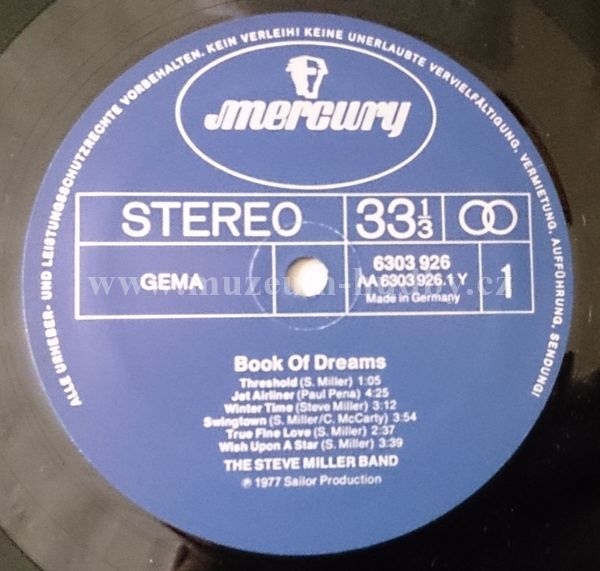 ALLE URHEBER- UND LEISTUNGSSCHUTZRECHTE VORBEHALTEN. KEIN VERLEIH! KEINE UNERLAUBTE VERVIELFÄLTIGUNG, VERMIETUNG, AUFFÜHRUNG, SENDUNG!
mercury
STEREO 33 1/3
GEMA 6303 926 1
AA 6303 926.1 Y
Made in Germany
www.muzeum-hudby.cz
Book Of Dreams
Threshold (S. Miller) 1:05
Jet Airliner (Paul Pena) 4:25
Winter Time (Steve Miller) 3:12
Swingtown (S. Miller/C. McCarty) 3:54
True Fine Love (S. Miller) 2:37
Wish Upon A Star (S. Miller) 3:39
THE STEVE MILLER BAND
℗ 1977 Sailor Production